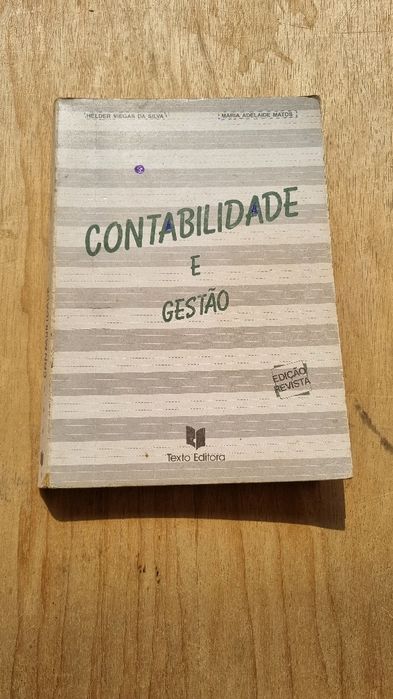 HELDER VIEGAS DA SILVA
MARIA ADELAIDE MATOS
CONTABILIDADE
E
GESTÃO
EDIÇÃO
REVISTA
Texto Editora